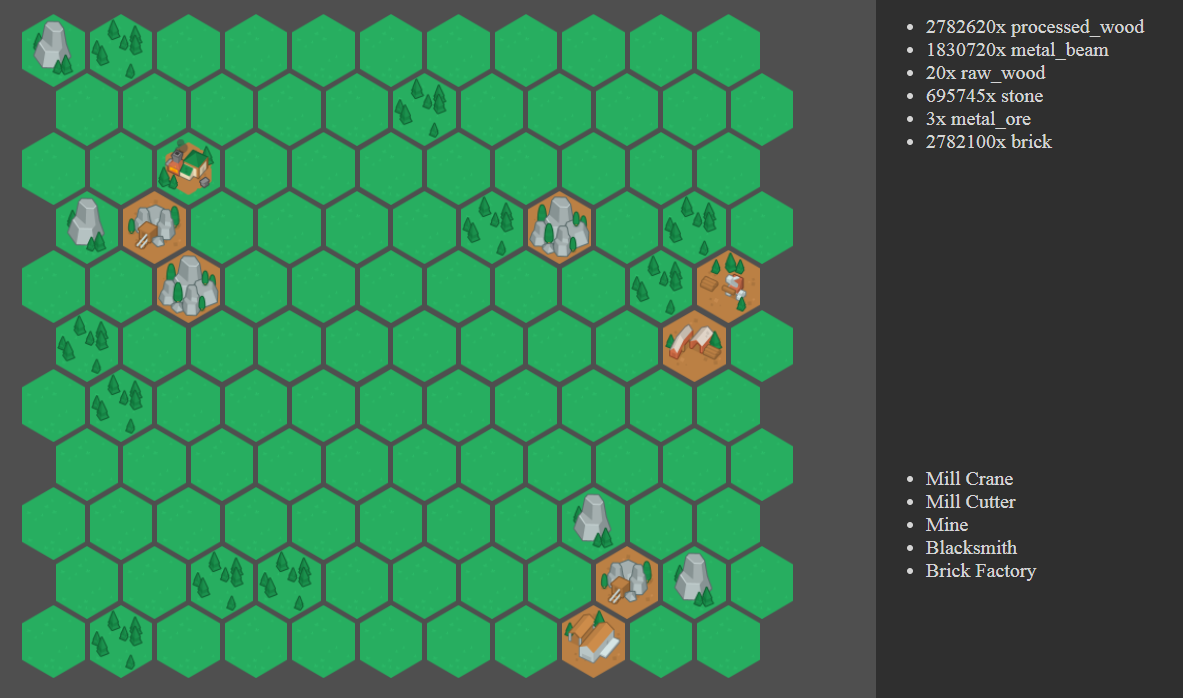 2782620x processed_wood
1830720x metal_beam
20x raw_wood
695745x stone
3x metal_ore
2782100x brick
Mill Crane
Mill Cutter
Mine
Blacksmith
Brick Factory